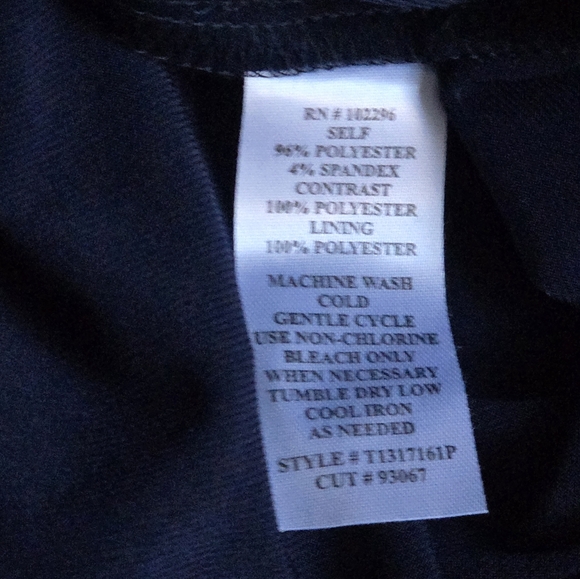 RN # 102296
SELF
96% POLYESTER
4% SPANDEX
CONTRAST
100% POLYESTER
LINING
100% POLYESTER
MACHINE WASH
COLD
GENTLE CYCLE
USE NON-CHLORINE
BLEACH ONLY
WHEN NECESSARY
TUMBLE DRY LOW
COOL IRON
AS NEEDED
STYLE # T1317161P
CUT # 93067